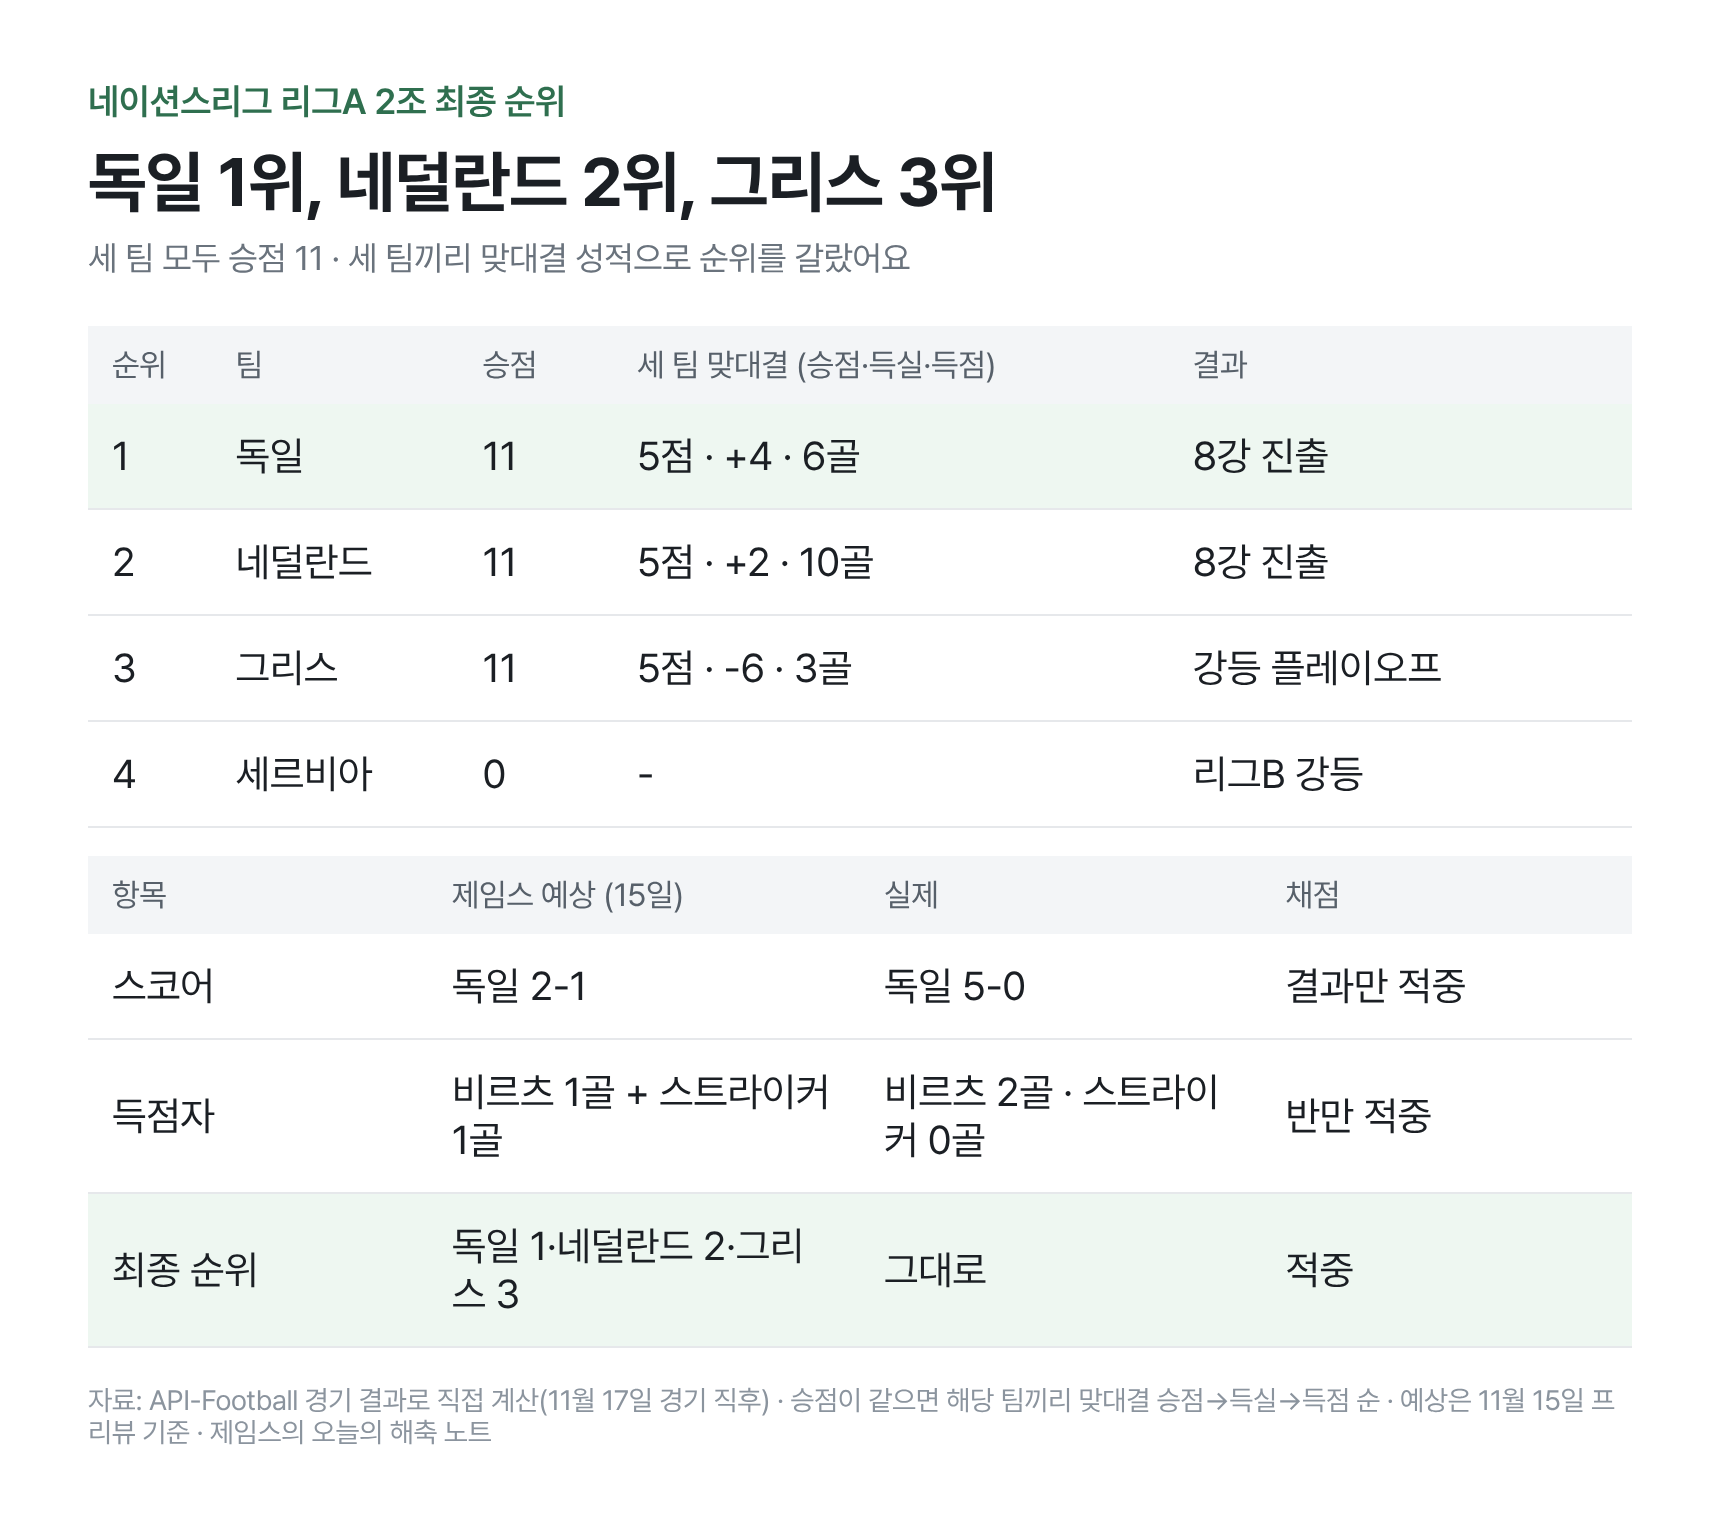 네이션스리그 리그A 2조 최종 순위
독일 1위, 네덜란드 2위, 그리스 3위
세 팀 모두 승점 11 · 세 팀끼리 맞대결 성적으로 순위를 갈랐어요
순위 팀 승점 세 팀 맞대결 (승점·득실·득점) 결과
1 독일 11 5점 · +4 · 6골 8강 진출
2 네덜란드 11 5점 · +2 · 10골 8강 진출
3 그리스 11 5점 · -6 · 3골 강등 플레이오프
4 세르비아 0 - 리그B 강등
항목 제임스 예상 (15일) 실제 채점
스코어 독일 2-1 독일 5-0 결과만 적중
득점자 비르츠 1골 + 스트라이커 1골 비르츠 2골 · 스트라이커 0골 반만 적중
최종 순위 독일 1·네덜란드 2·그리스 3 그대로 적중
자료: API-Football 경기 결과로 직접 계산(11월 17일 경기 직후) · 승점이 같으면 해당 팀끼리 맞대결 승점→득실→득점 순 · 예상은 11월 15일 프
리뷰 기준 · 제임스의 오늘의 해축 노트